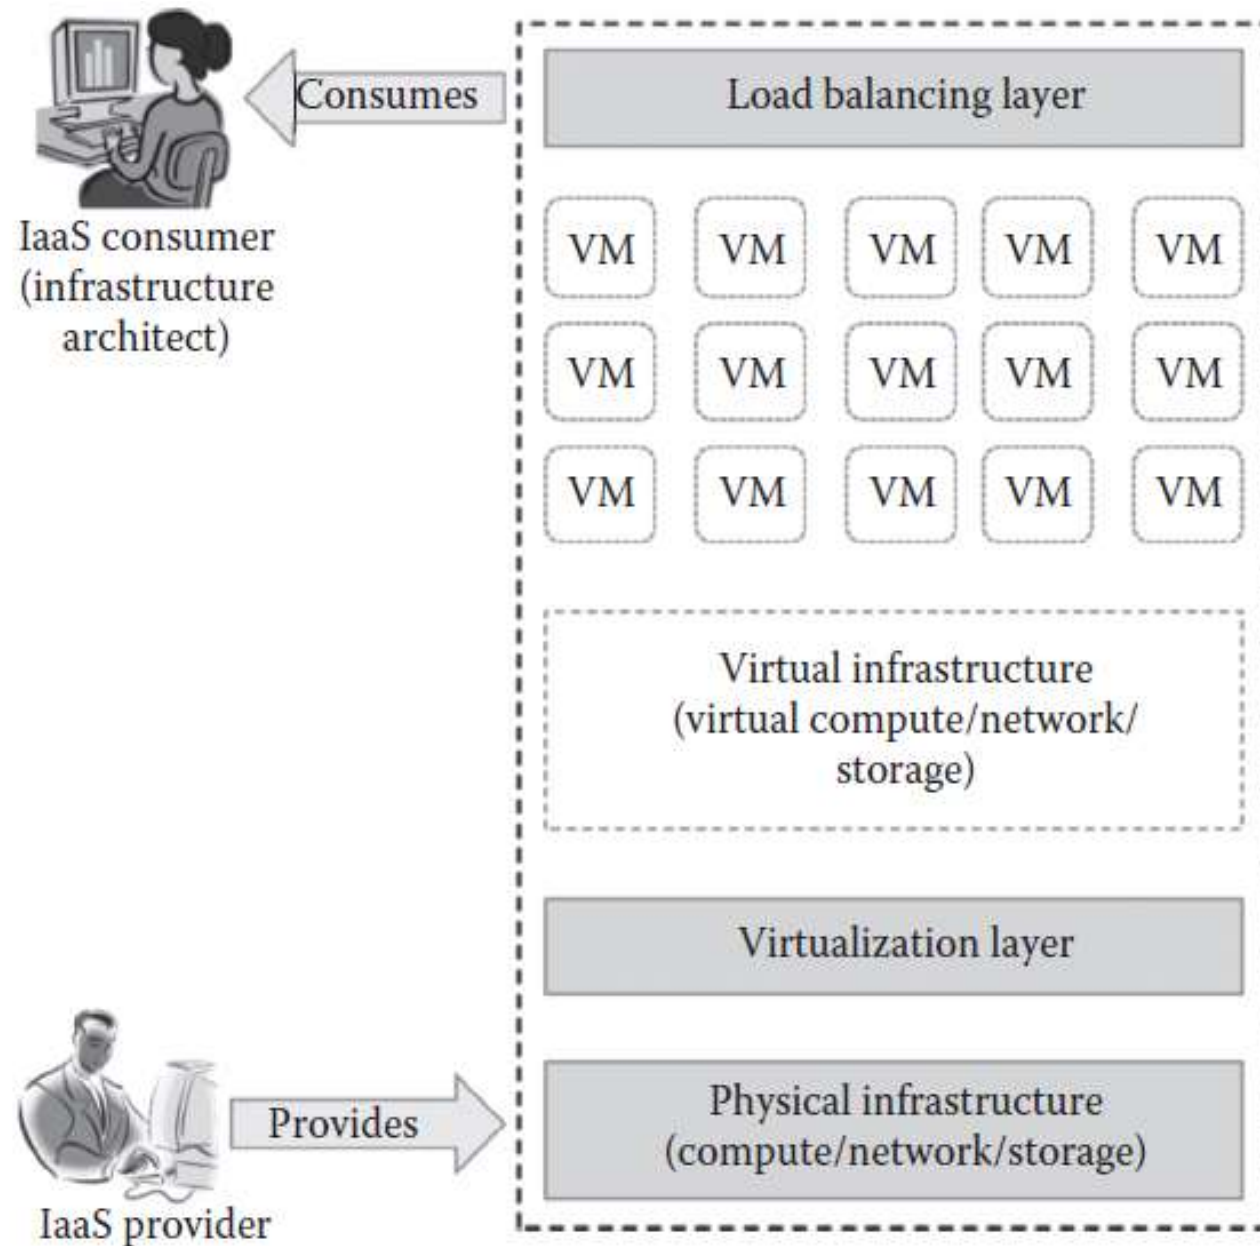 Consumes
Load balancing layer
IaaS consumer
(infrastructure
architect)
VM VM VM VM VM
VM VM VM VM VM
VM VM VM VM VM
Virtual infrastructure
(virtual compute/network/
storage)
Virtualization layer
Provides
Physical infrastructure
(compute/network/storage)
IaaS provider